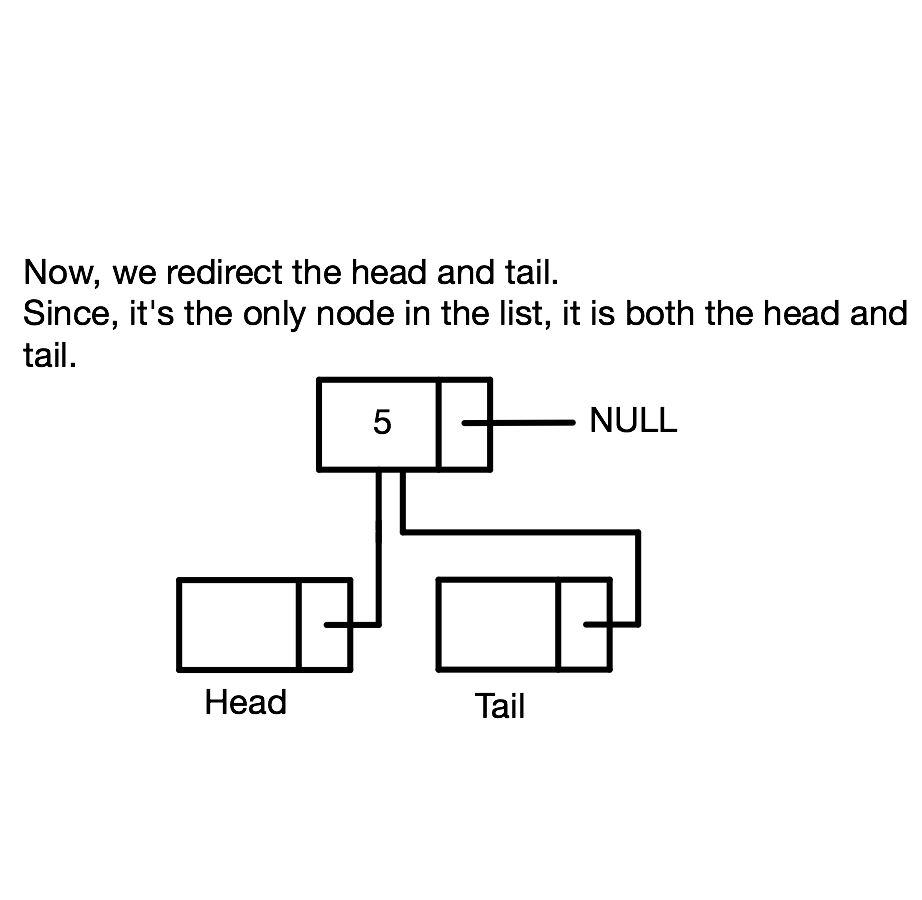 Now, we redirect the head and tail.
Since, it's the only node in the list, it is both the head and
tail.
5
NULL
Head
Tail